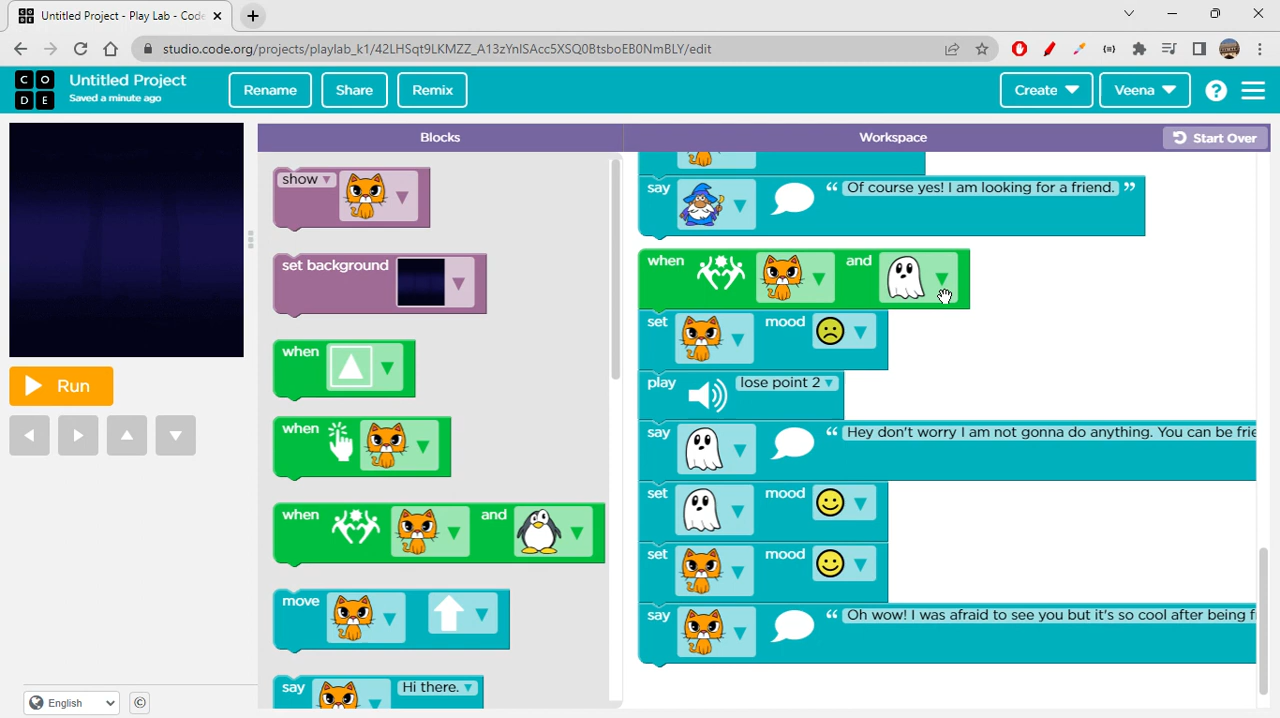 Untitled Project - Play Lab - Code
studio.code.org/projects/playlab_k1/42LHSqt9LKMZZ_A13zYnlSAcc5XSQ0BtsboEB0NmBLY/edit
C O D E
Untitled Project
Saved a minute ago
Rename
Share
Remix
Create
Veena
?
Blocks
Workspace
Start Over
show
set background
when
when
when and
move
say Hi there.
say “ Of course yes! I am looking for a friend. ”
when and
set mood
play lose point 2
say “ Hey don't worry I am not gonna do anything. You can be
set mood
set mood
say “ Oh wow! I was afraid to see you but it's so cool after being
Run
English
©